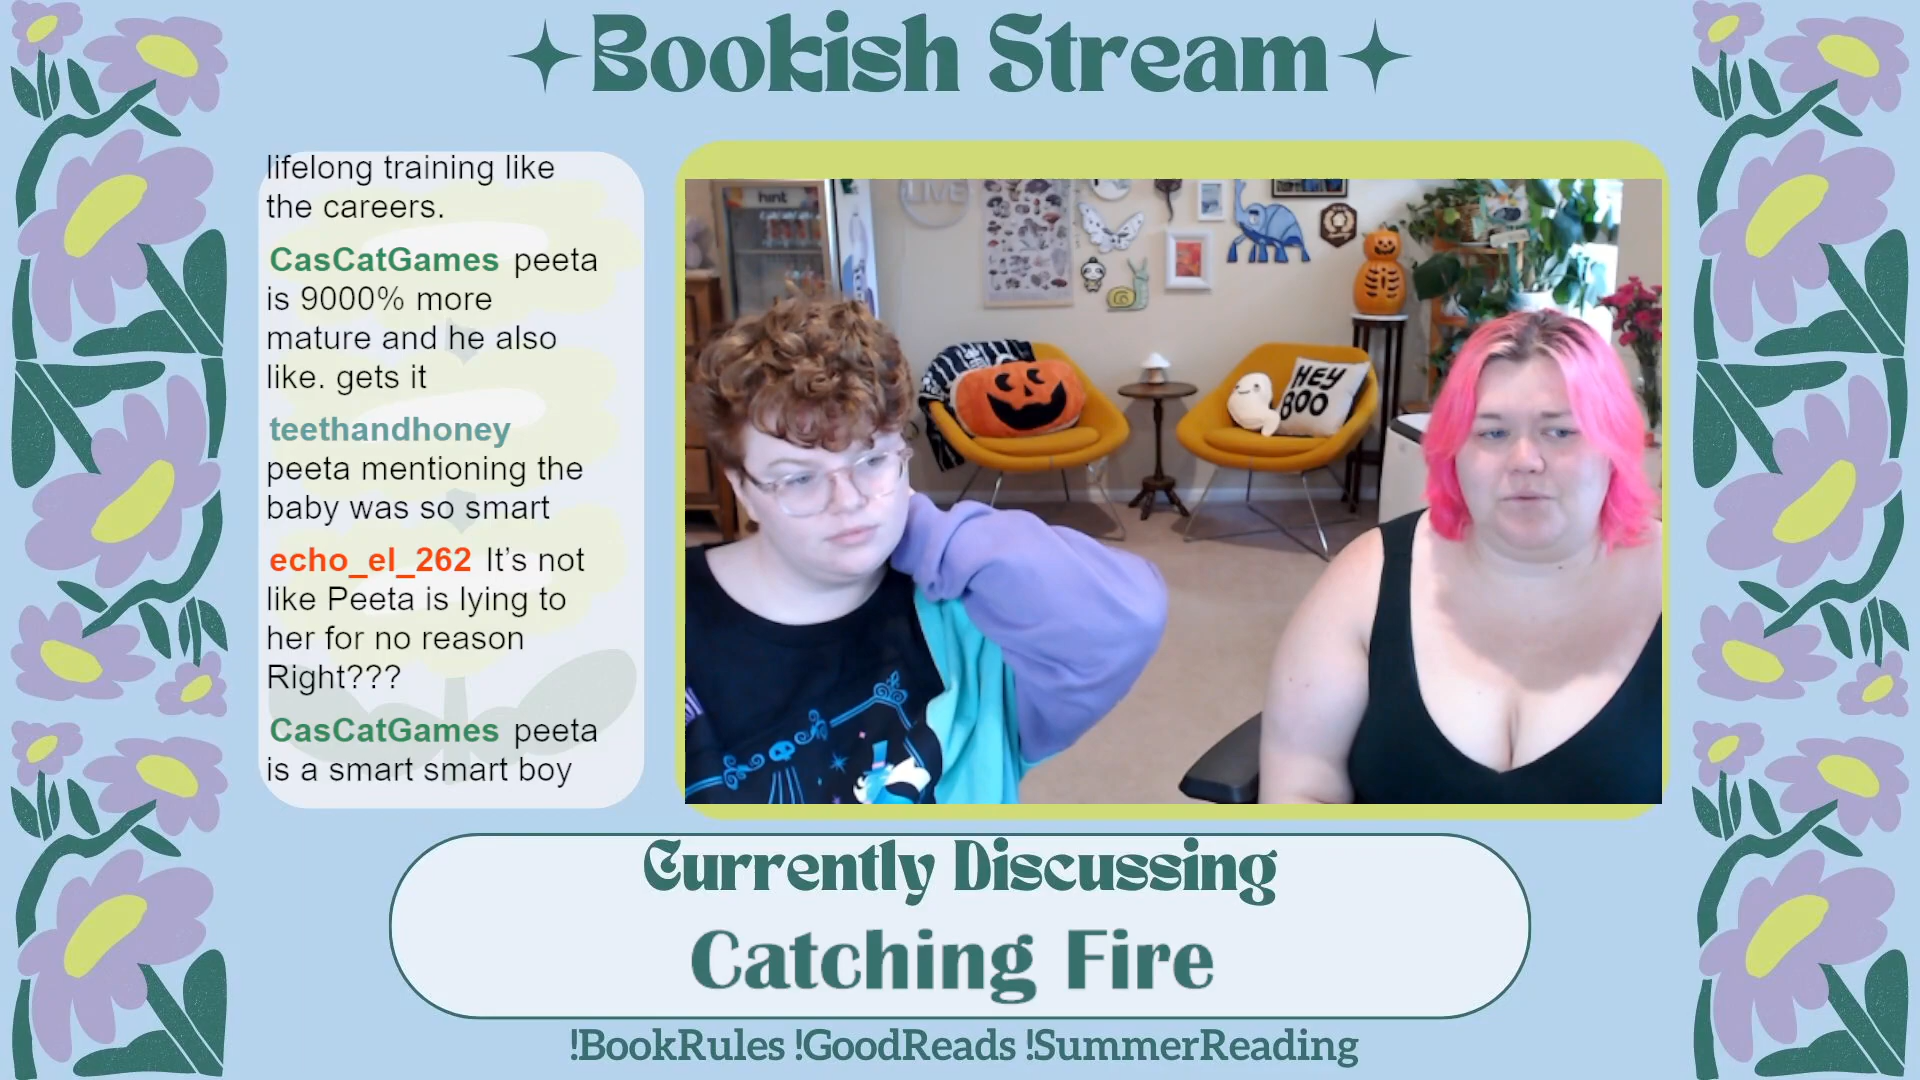 Bookish Stream
lifelong training like
the careers.
CasCatGames peeta
is 9000% more
mature and he also
like. gets it
teethandhoney
peeta mentioning the
baby was so smart
echo_el_262 It’s not
like Peeta is lying to
her for no reason
Right???
CasCatGames peeta
is a smart smart boy
hint
LIVE
HEY
BOO
Currently Discussing
Catching Fire
!BookRules !GoodReads !SummerReading